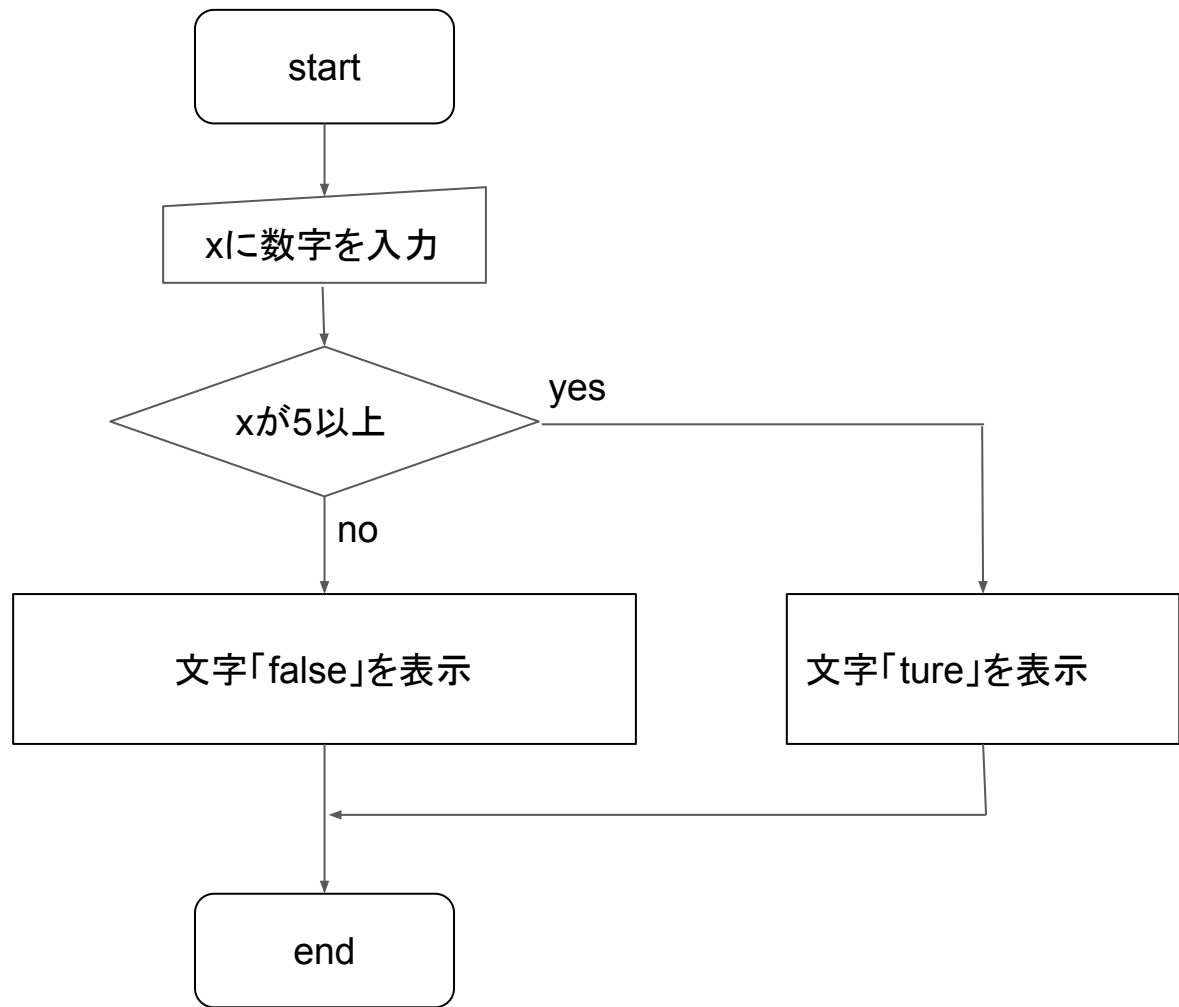 start
xに数字を入力
xが5以上
yes
no
文字「false」を表示
文字「ture」を表示
end